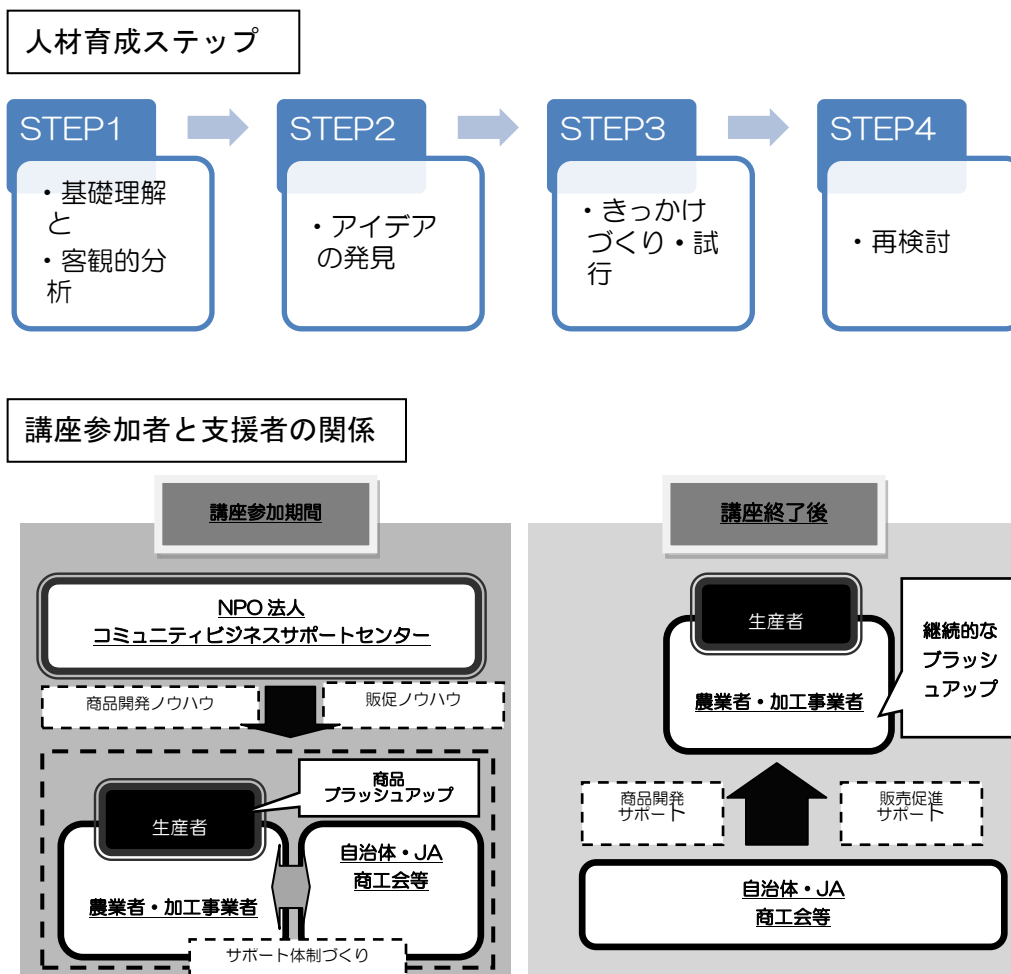 人材育成ステップ
STEP1
・基礎理解
と
・客観的分
析
STEP2
・アイデア
の発見
STEP3
・きっかけ
づくり・試
行
STEP4
・再検討
講座参加者と支援者の関係
講座参加期間
NPO 法人
コミュニティビジネスサポートセンター
商品開発ノウハウ
販促ノウハウ
商品
ブラッシュアップ
生産者
農業者・加工事業者
自治体・JA
商工会等
サポート体制づくり
講座終了後
生産者
農業者・加工事業者
継続的な
ブラッシ
ュアップ
商品開発
サポート
販売促進
サポート
自治体・JA
商工会等